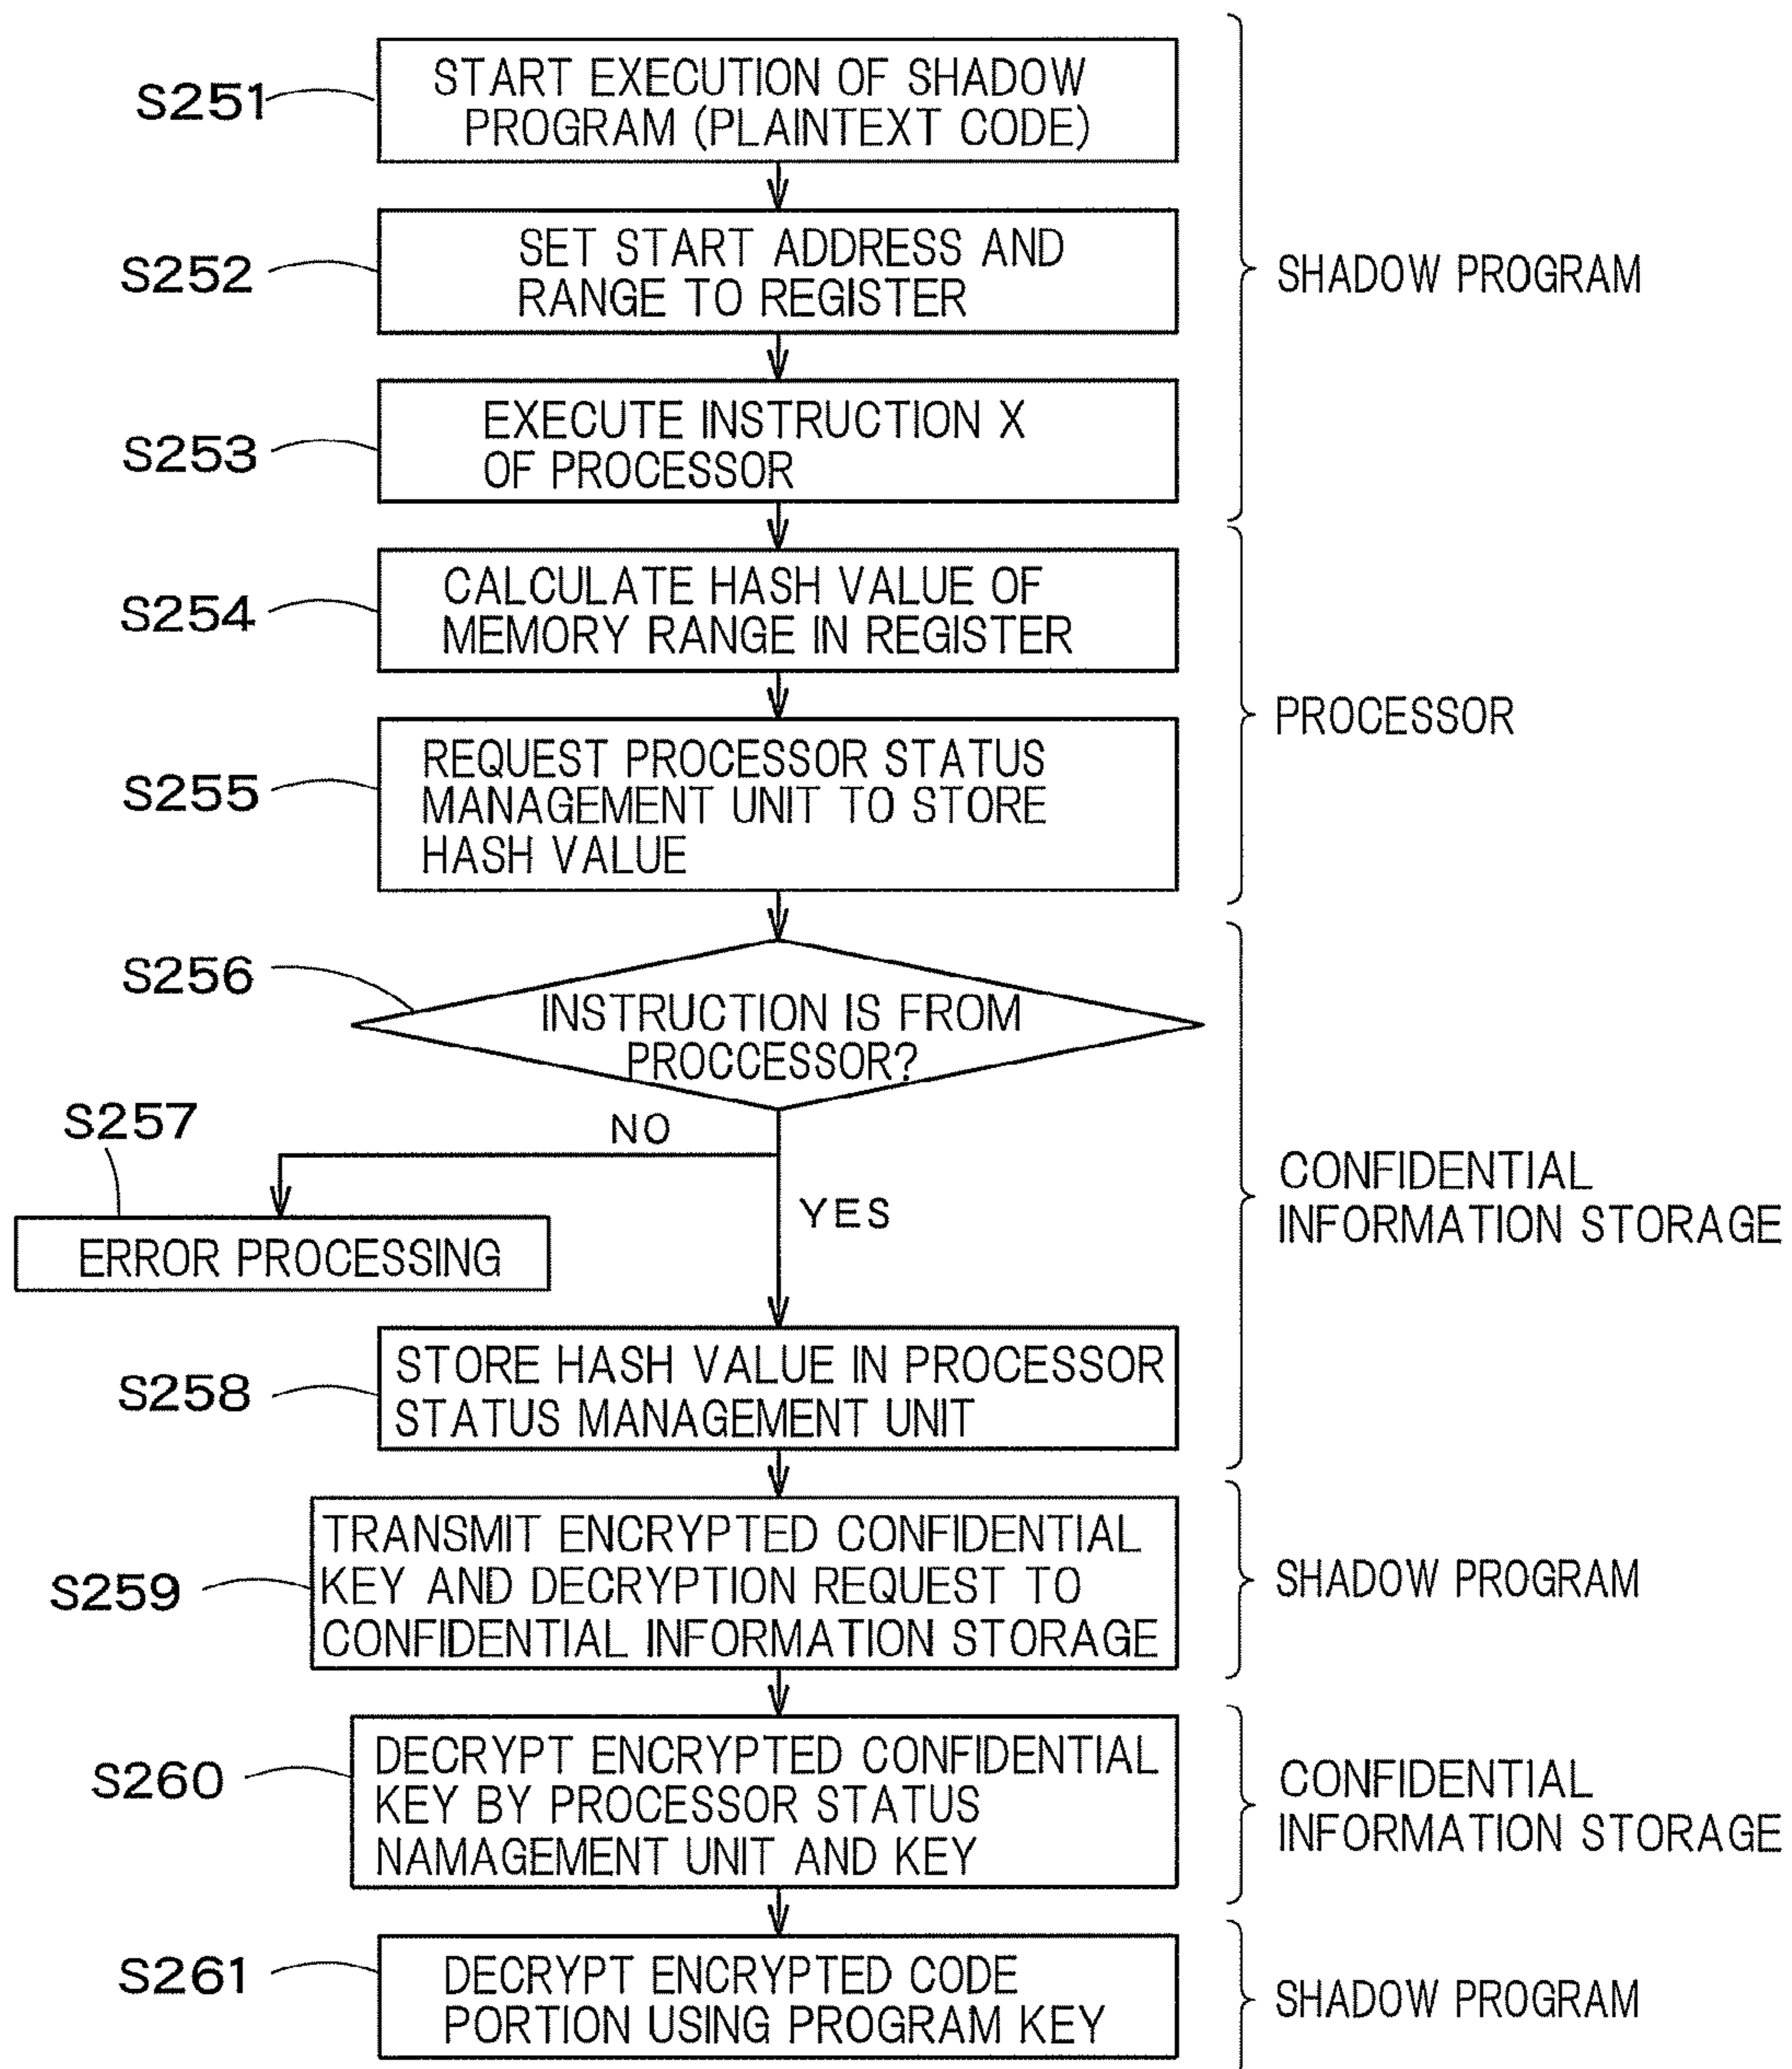 S251
START EXECUTION OF SHADOW
PROGRAM (PLAINTEXT CODE)
S252
SET START ADDRESS AND
RANGE TO REGISTER
SHADOW PROGRAM
S253
EXECUTE INSTRUCTION X
OF PROCESSOR
S254
CALCULATE HASH VALUE OF
MEMORY RANGE IN REGISTER
PROCESSOR
S255
REQUEST PROCESSOR STATUS
MANAGEMENT UNIT TO STORE
HASH VALUE
S256
INSTRUCTION IS FROM
PROCCESSOR?
S257
NO
YES
ERROR PROCESSING
CONFIDENTIAL
INFORMATION STORAGE
S258
STORE HASH VALUE IN PROCESSOR
STATUS MANAGEMENT UNIT
S259
TRANSMIT ENCRYPTED CONFIDENTIAL
KEY AND DECRYPTION REQUEST TO
CONFIDENTIAL INFORMATION STORAGE
SHADOW PROGRAM
S260
DECRYPT ENCRYPTED CONFIDENTIAL
KEY BY PROCESSOR STATUS
NAMAGEMENT UNIT AND KEY
CONFIDENTIAL
INFORMATION STORAGE
S261
DECRYPT ENCRYPTED CODE
PORTION USING PROGRAM KEY
SHADOW PROGRAM